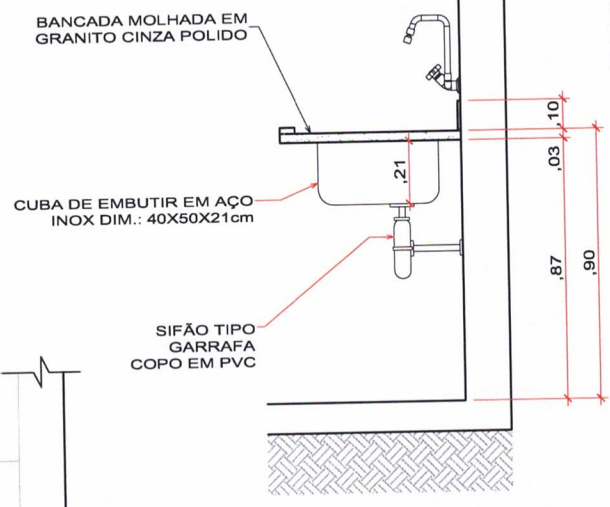 BANCADA MOLHADA EM
GRANITO CINZA POLIDO
,10
,03
,21
CUBA DE EMBUTIR EM AÇO
INOX DIM.: 40X50X21cm
,87
,90
SIFÃO TIPO
GARRAFA
COPO EM PVC